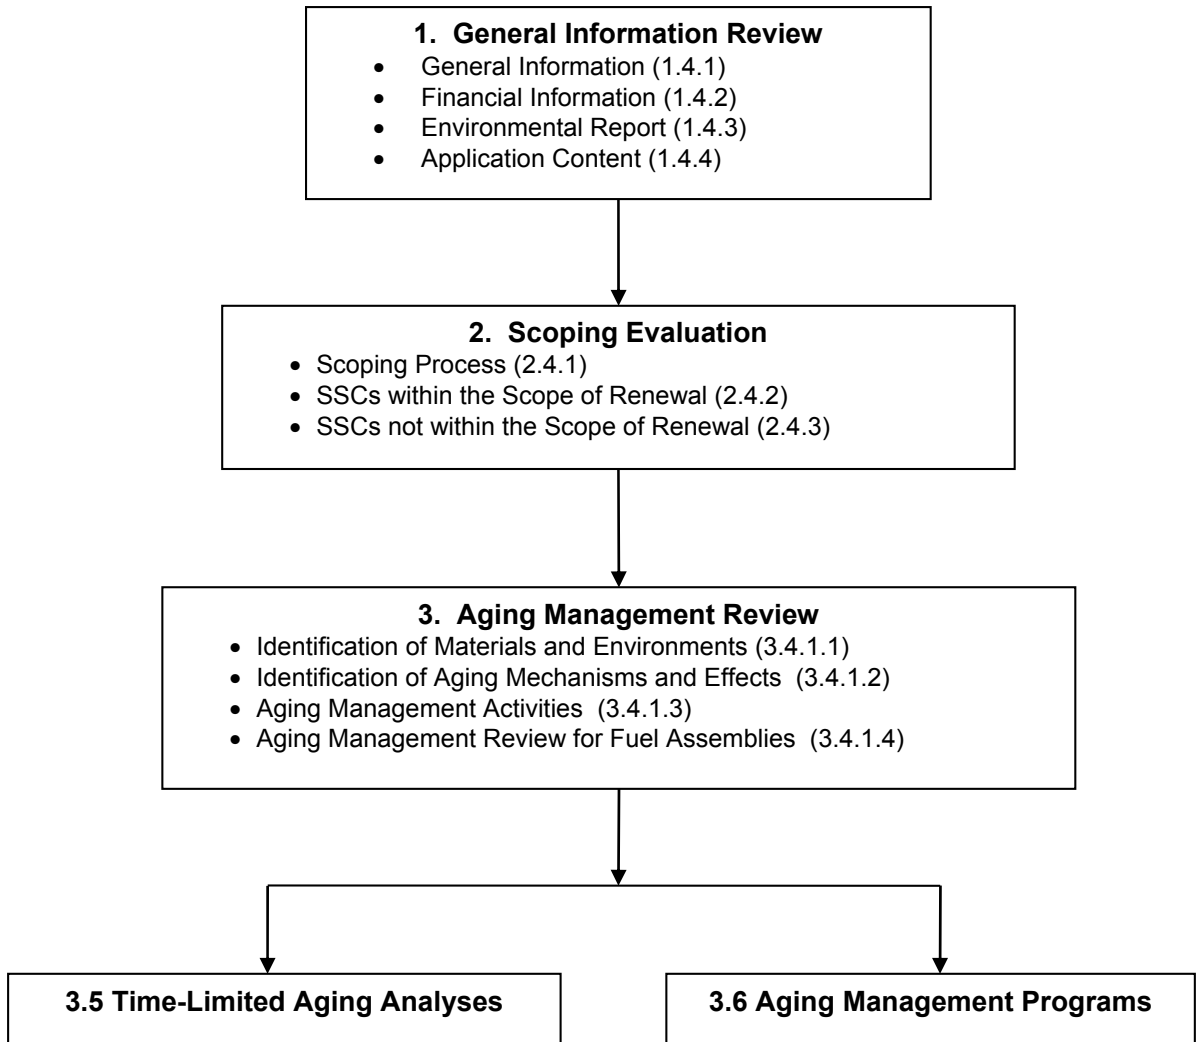 1. General Information Review
• General Information (1.4.1)
• Financial Information (1.4.2)
• Environmental Report (1.4.3)
• Application Content (1.4.4)
2. Scoping Evaluation
• Scoping Process (2.4.1)
• SSCs within the Scope of Renewal (2.4.2)
• SSCs not within the Scope of Renewal (2.4.3)
3. Aging Management Review
• Identification of Materials and Environments (3.4.1.1)
• Identification of Aging Mechanisms and Effects (3.4.1.2)
• Aging Management Activities (3.4.1.3)
• Aging Management Review for Fuel Assemblies (3.4.1.4)
3.5 Time-Limited Aging Analyses
3.6 Aging Management Programs